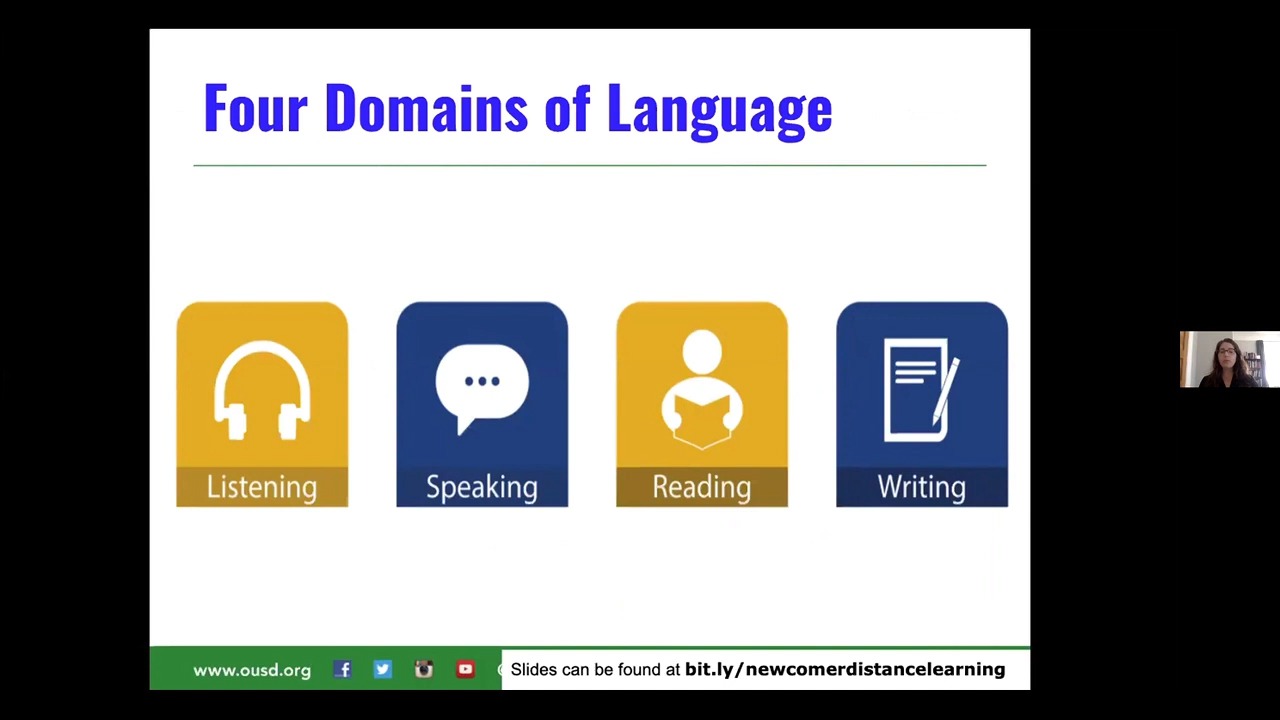 Four Domains of Language
Listening
Speaking
Reading
Writing
www.ousd.org
Slides can be found at bit.ly/newcomerdistancelearning